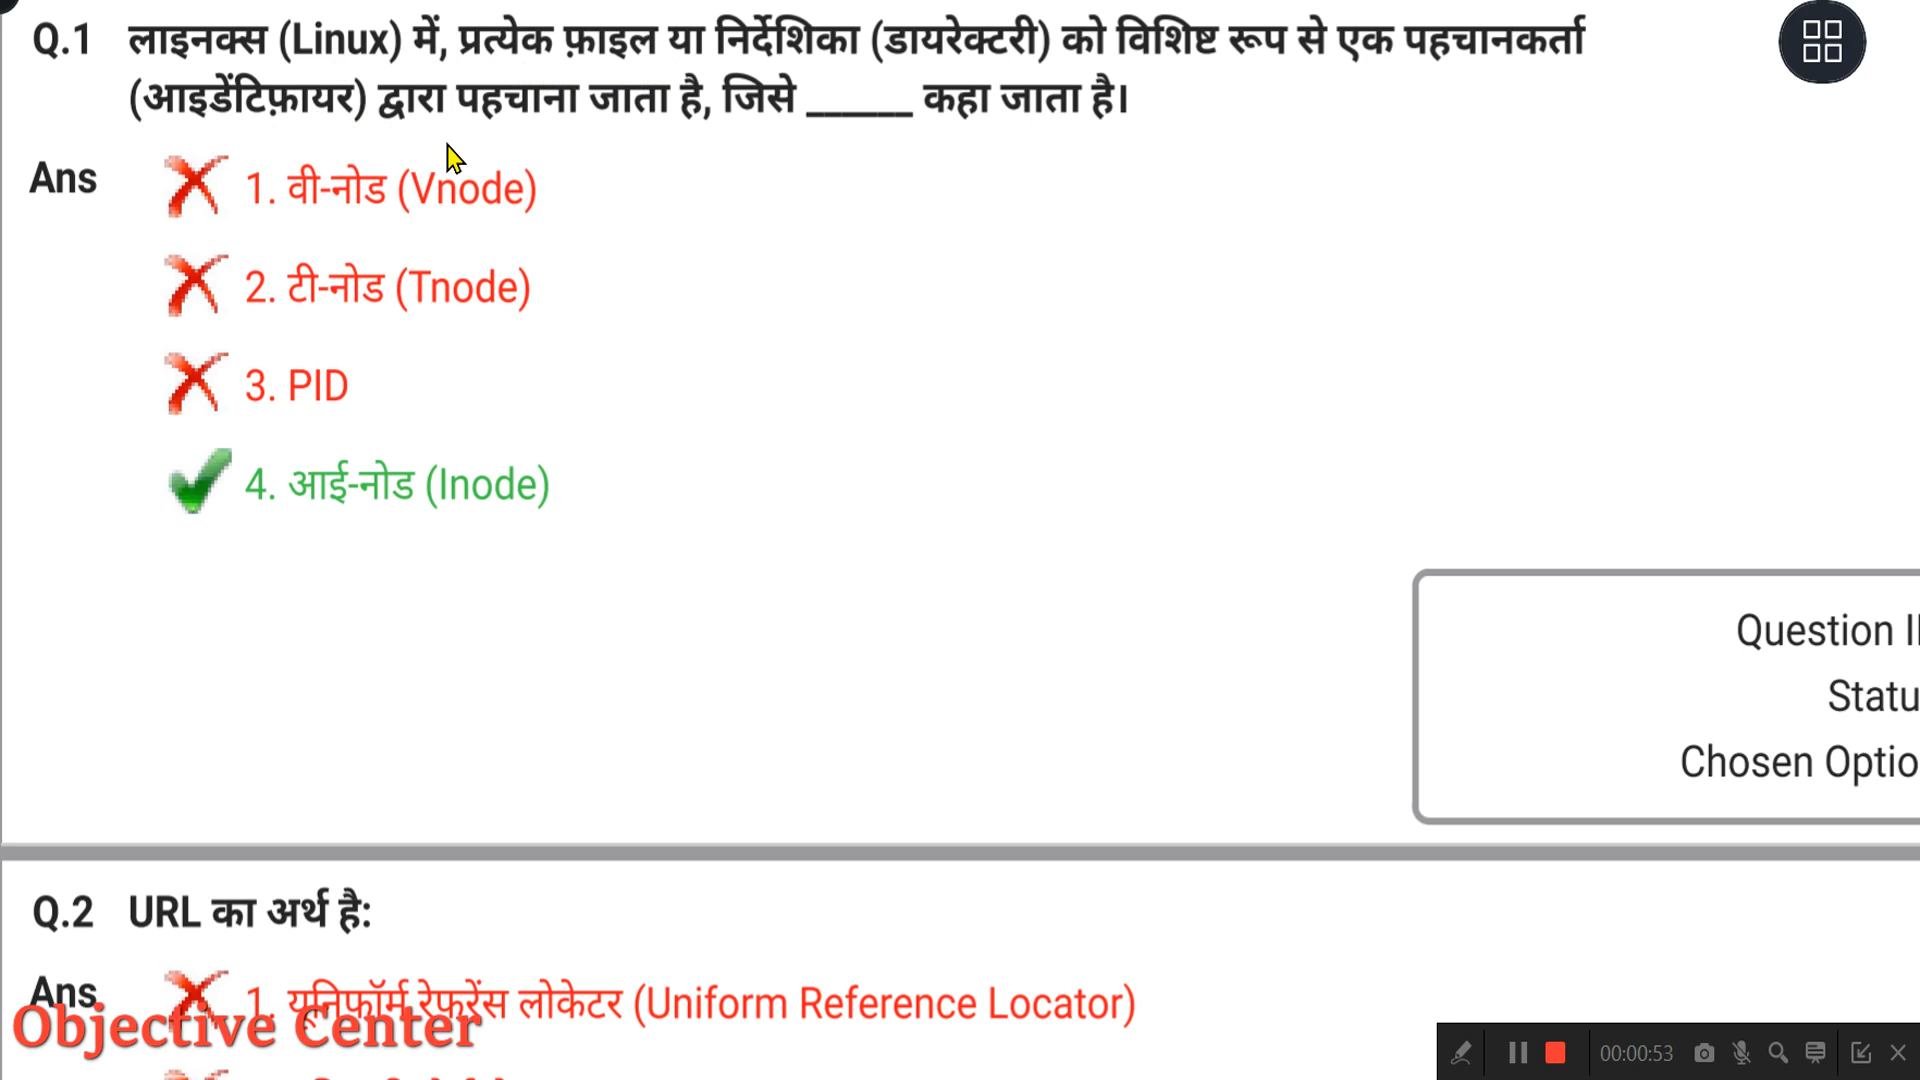 Q.1 लाइनक्स (Linux) में, प्रत्येक फ़ाइल या निर्देशिका (डायरेक्टरी) को विशिष्ट रूप से एक पहचानकर्ता
(आइडेंटिफ़ायर) द्वारा पहचाना जाता है, जिसे ______ कहा जाता है।
Ans 1. वी-नोड (Vnode)
2. टी-नोड (Tnode)
3. PID
4. आई-नोड (Inode)
Question I
Statu
Chosen Optio
Q.2 URL का अर्थ है:
Ans 1. यूनिफॉर्म रेफरेंस लोकेटर (Uniform Reference Locator)
Objective Center
00:00:53